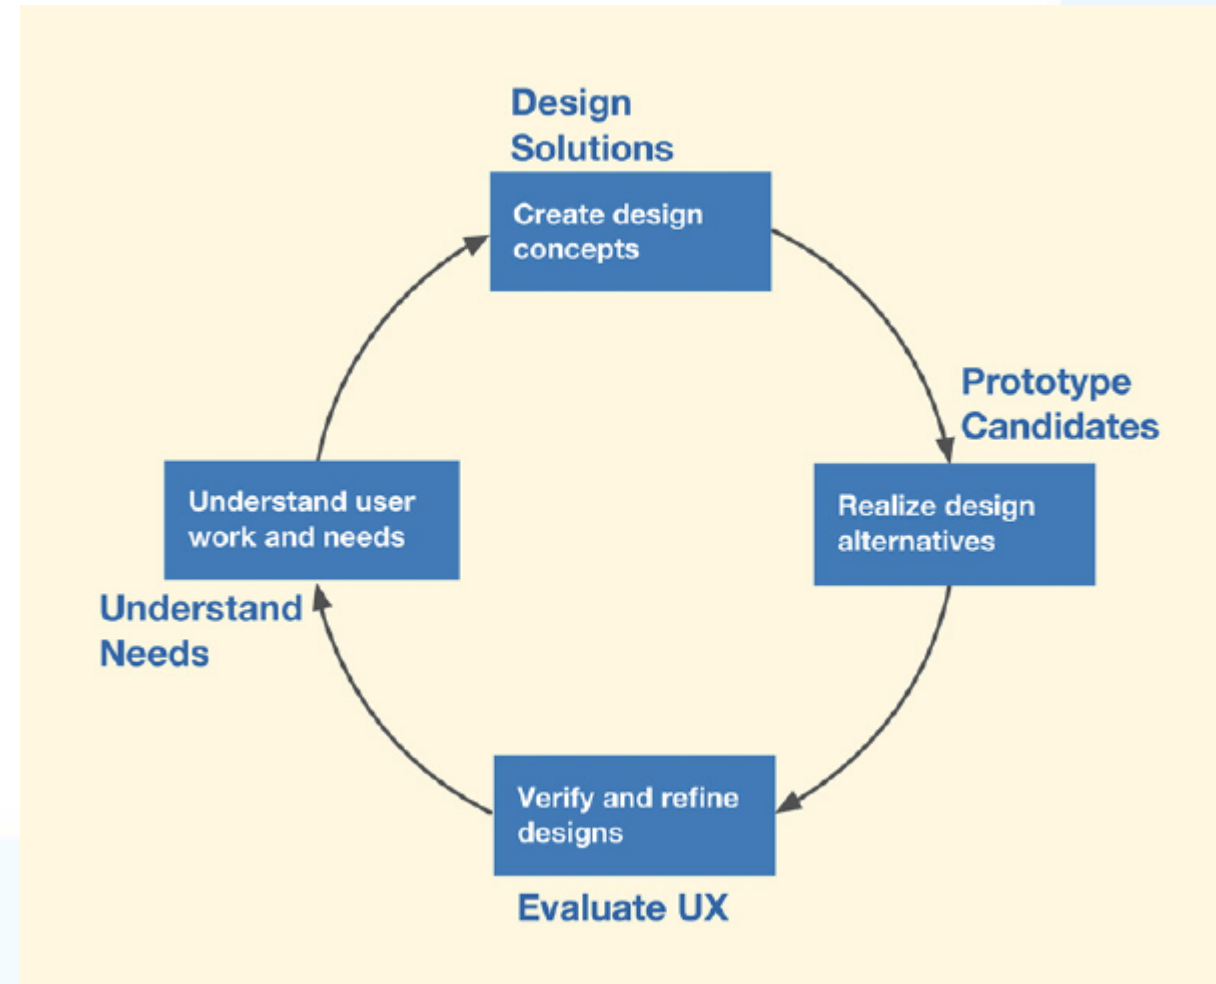 Design
Solutions
Create design
concepts
Prototype
Candidates
Realize design
alternatives
Understand user
work and needs
Understand
Needs
Verify and refine
designs
Evaluate UX